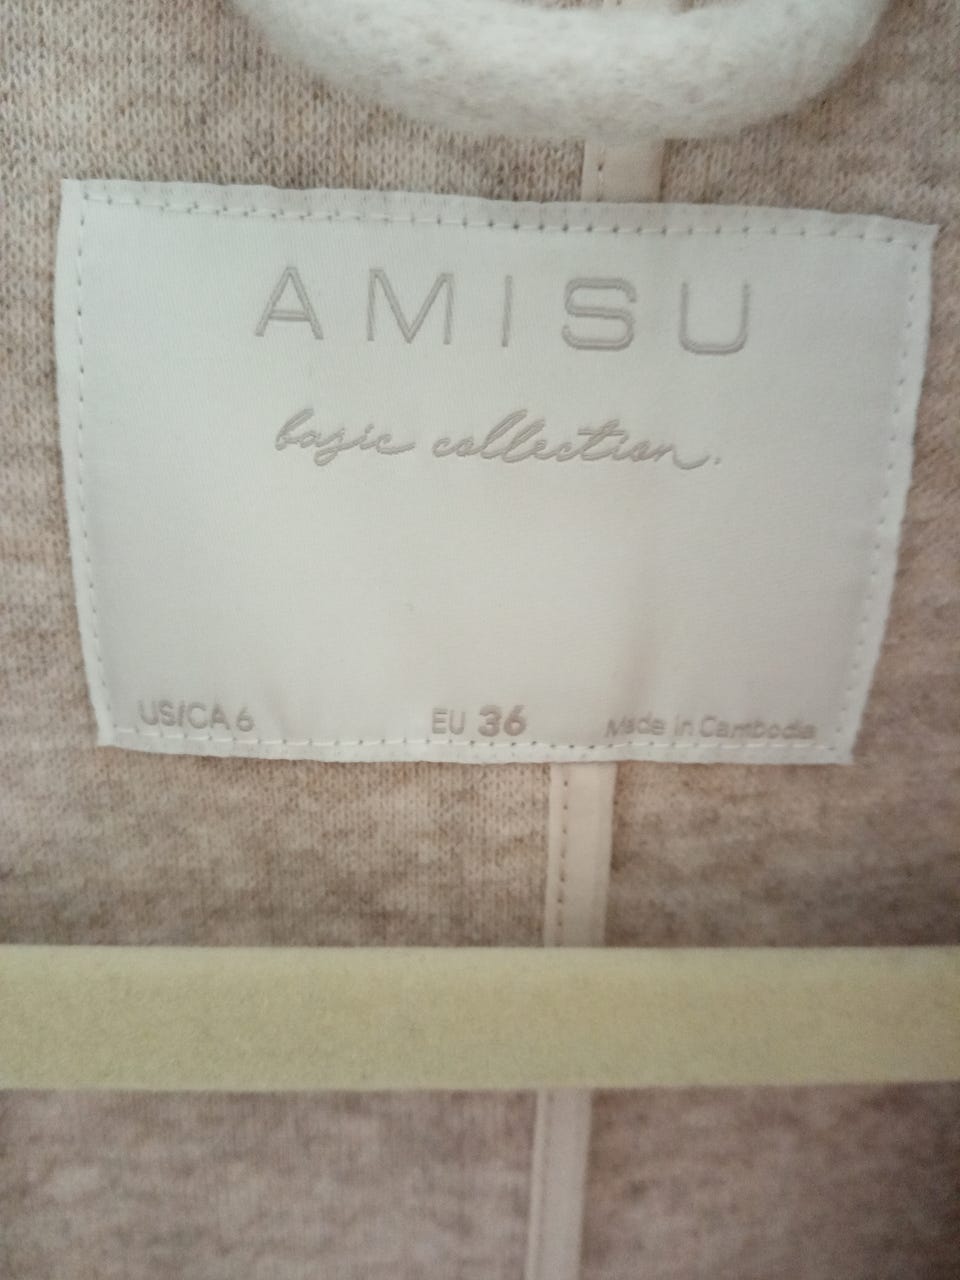 AMISU
basic collection.
US/CA 6 EU 36 Made in Cambodia